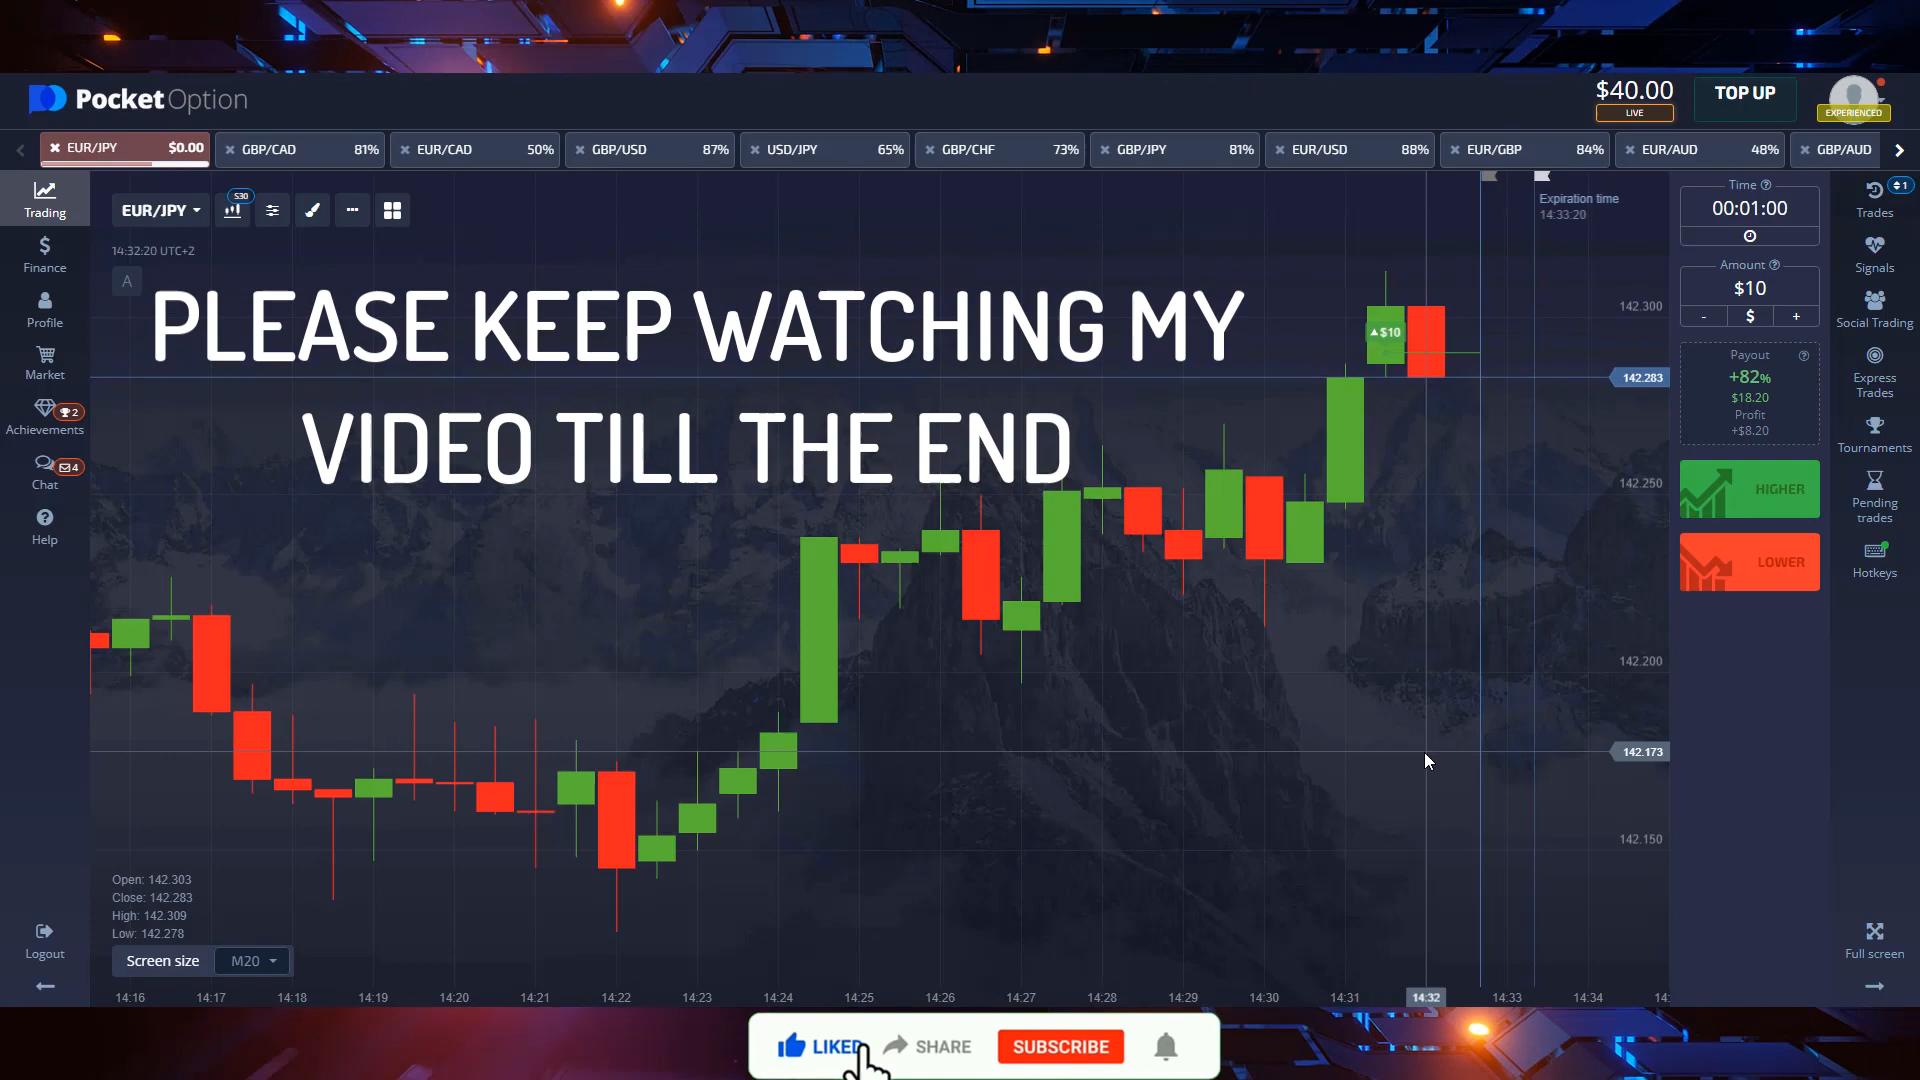 PocketOption
$40.00
LIVE
TOP UP
EXPERIENCED
EUR/JPY $0.00
GBP/CAD 81%
EUR/CAD 50%
GBP/USD 87%
USD/JPY 65%
GBP/CHF 73%
GBP/JPY 81%
EUR/USD 88%
EUR/GBP 84%
EUR/AUD 48%
GBP/AUD
Trading
Finance
Profile
Market
2
Achievements
4
Chat
Help
Logout
EUR/JPY
S30
14:32:20 UTC+2
A
PLEASE KEEP WATCHING MY
VIDEO TILL THE END
Expiration time
14:33:20
$10
142.300
142.283
142.250
142.200
142.173
142.150
Open: 142.303
Close: 142.283
High: 142.309
Low: 142.278
Screen size M20
14:16 14:17 14:18 14:19 14:20 14:21 14:22 14:23 14:24 14:25 14:26 14:27 14:28 14:29 14:30 14:31 14:32 14:33 14:34 14:
Time
00:01:00
Amount
$10
- $ +
Payout
+82%
$18.20
Profit
+$8.20
HIGHER
LOWER
1
Trades
Signals
Social Trading
Express
Trades
Tournaments
Pending
trades
Hotkeys
Full screen
LIKED SHARE SUBSCRIBE